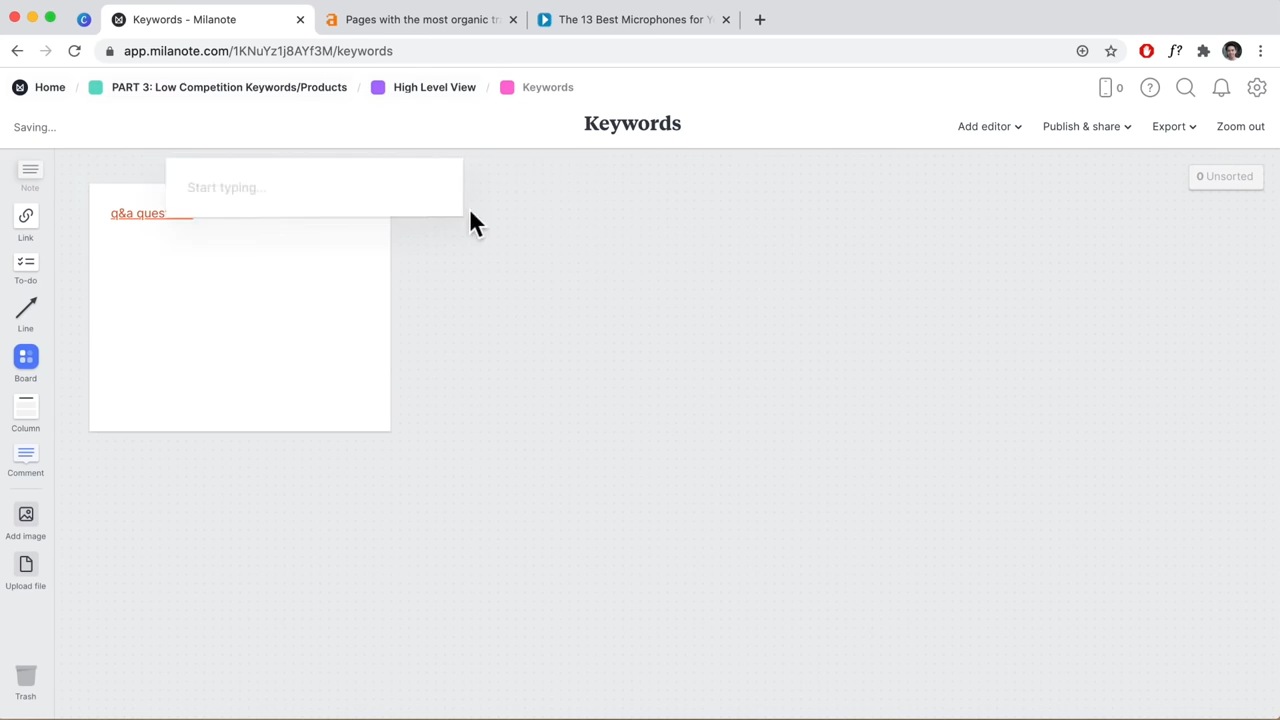 Keywords - Milanote
Pages with the most organic tr
The 13 Best Microphones for Y
app.milanote.com/1KNuYz1j8AYf3M/keywords
f?
Home / PART 3: Low Competition Keywords/Products / High Level View / Keywords
0
?
Saving...
Keywords
Add editor
Publish & share
Export
Zoom out
Note
Link
To-do
Line
Board
Column
Comment
Add image
Upload file
Trash
Start typing...
q&a
0 Unsorted